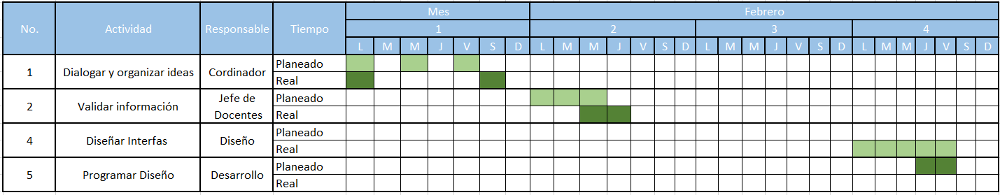 No. Actividad Responsable Tiempo Mes Febrero
1 2 3 4
L M M J V S D L M M J V S D L M M J V S D L M M J V S D
1 Dialogar y organizar ideas Cordinador Planeado
Real
2 Validar información Jefe de Docentes Planeado
Real
4 Diseñar Interfas Diseño Planeado
Real
5 Programar Diseño Desarrollo Planeado
Real